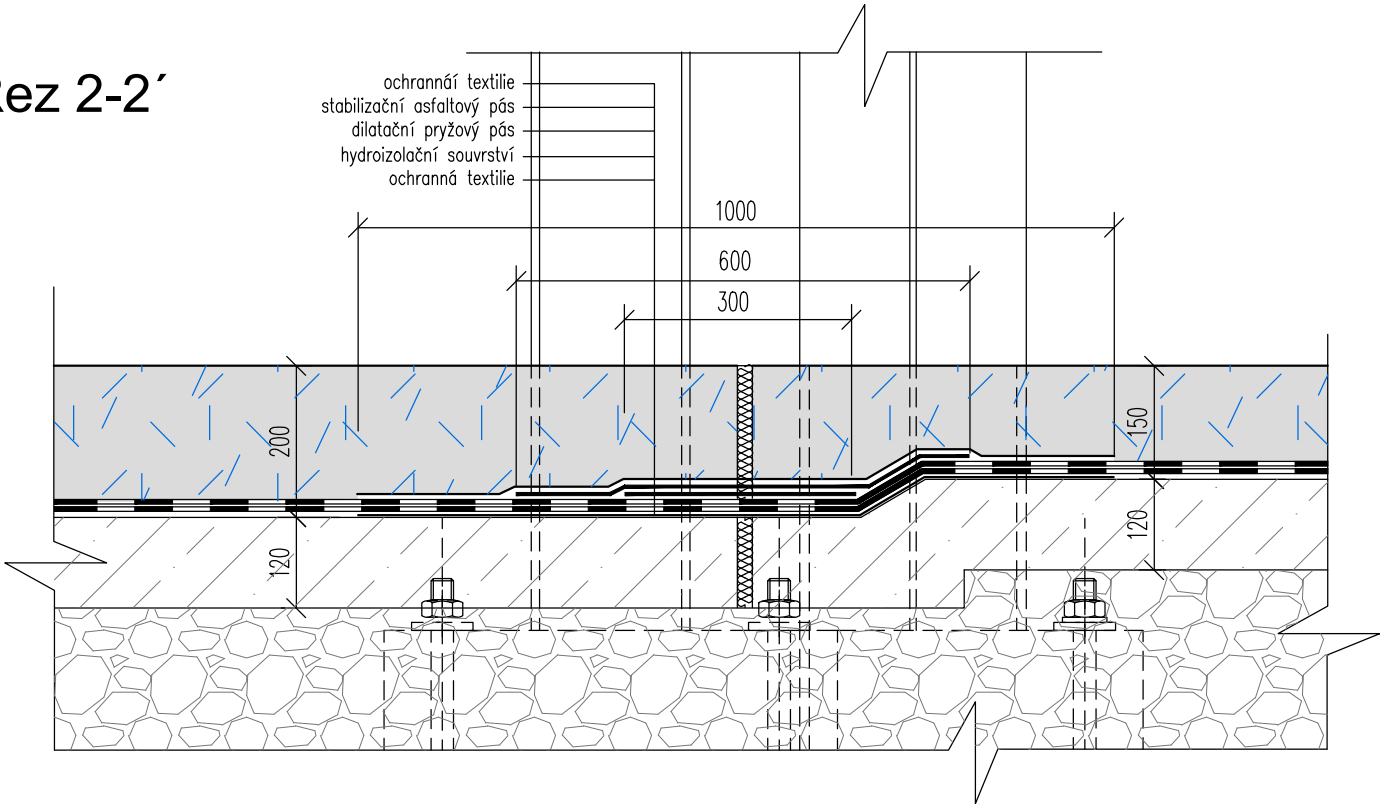 ez 2-2´
ochrannáí textilie
stabilizační asfaltový pás
dilatační pryžový pás
hydroizolační souvrství
ochranná textilie
1000
600
300
200
150
120
120